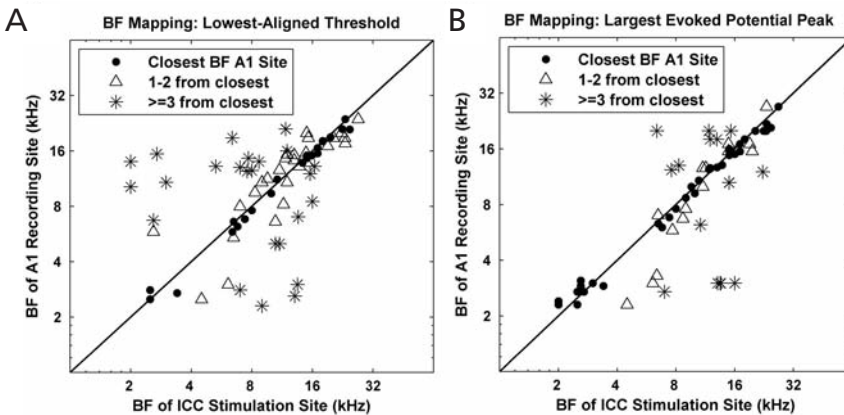 A
BF Mapping: Lowest-Aligned Threshold
Closest BF A1 Site
1-2 from closest
>=3 from closest
BF of A1 Recording Site (kHz)
32
16
8
4
2
2 4 8 16 32
BF of ICC Stimulation Site (kHz)
B
BF Mapping: Largest Evoked Potential Peak
Closest BF A1 Site
1-2 from closest
>=3 from closest
BF of A1 Recording Site (kHz)
32
16
8
4
2
2 4 8 16 32
BF of ICC Stimulation Site (kHz)